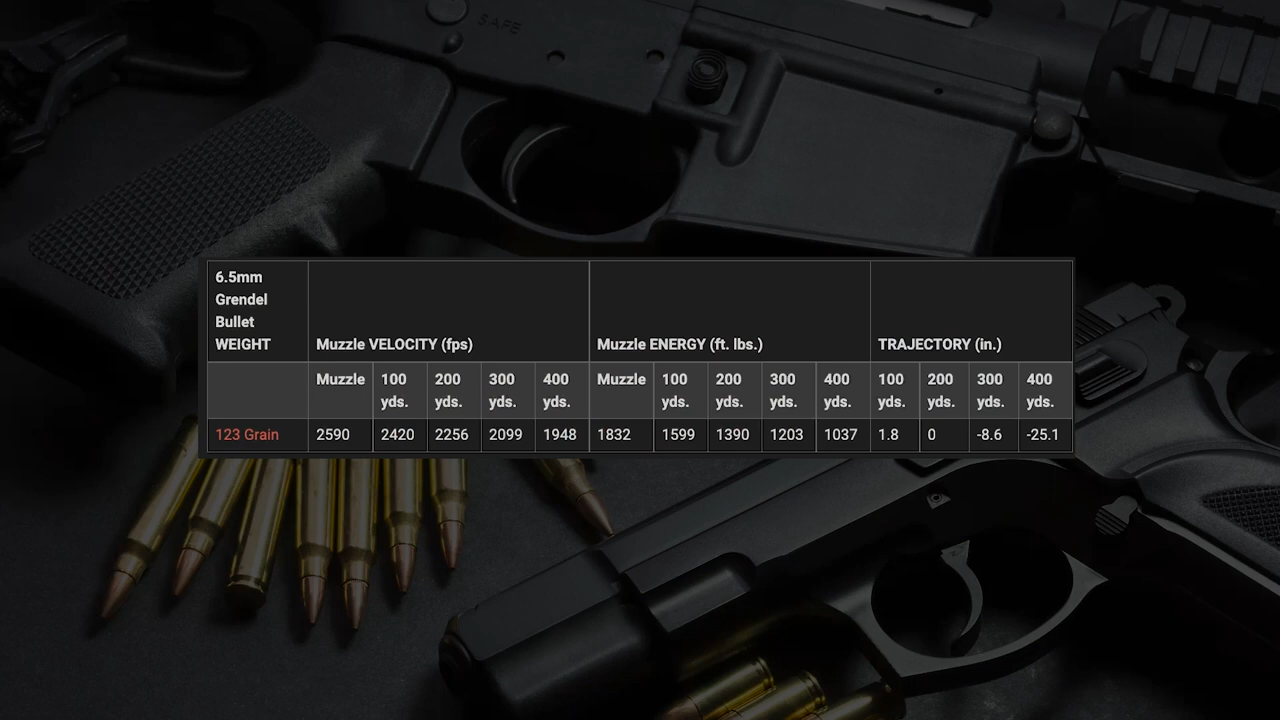 SAFE
6.5mm
Grendel
Bullet
WEIGHT
Muzzle VELOCITY (fps)
Muzzle ENERGY (ft. lbs.)
TRAJECTORY (in.)
Muzzle 100 yds. 200 yds. 300 yds. 400 yds. Muzzle 100 yds. 200 yds. 300 yds. 400 yds. 100 yds. 200 yds. 300 yds. 400 yds.
123 Grain 2590 2420 2256 2099 1948 1832 1599 1390 1203 1037 1.8 0 -8.6 -25.1